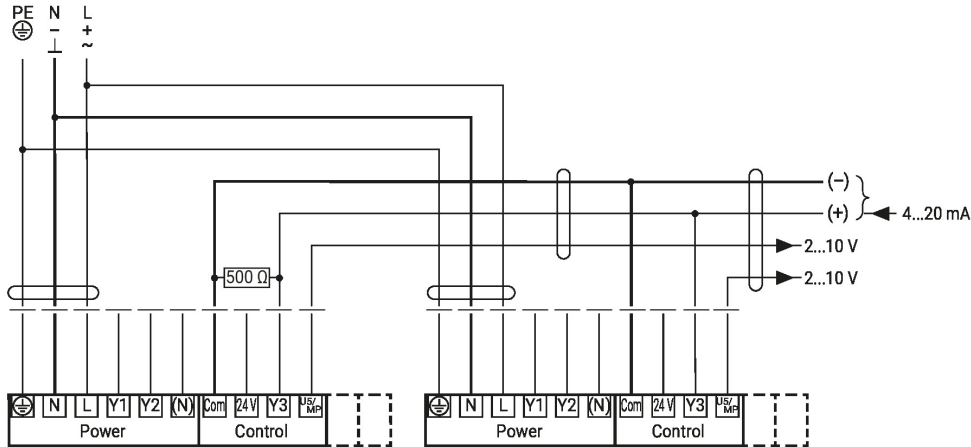 PE N L
− +
⊥ ~
(−)
(+) 4...20 mA
2...10 V
500 Ω 2...10 V
N L Y1 Y2 (N) Com 24 V Y3 U5/MP N L Y1 Y2 (N) Com 24 V Y3 U5/MP
Power Control Power Control